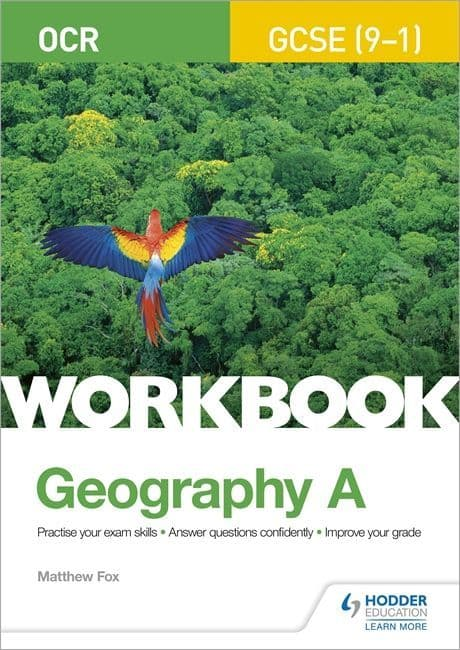 OCR
GCSE (9–1)
WORKBOOK
Geography A
Practise your exam skills • Answer questions confidently • Improve your grade
Matthew Fox
HODDER
EDUCATION
LEARN MORE